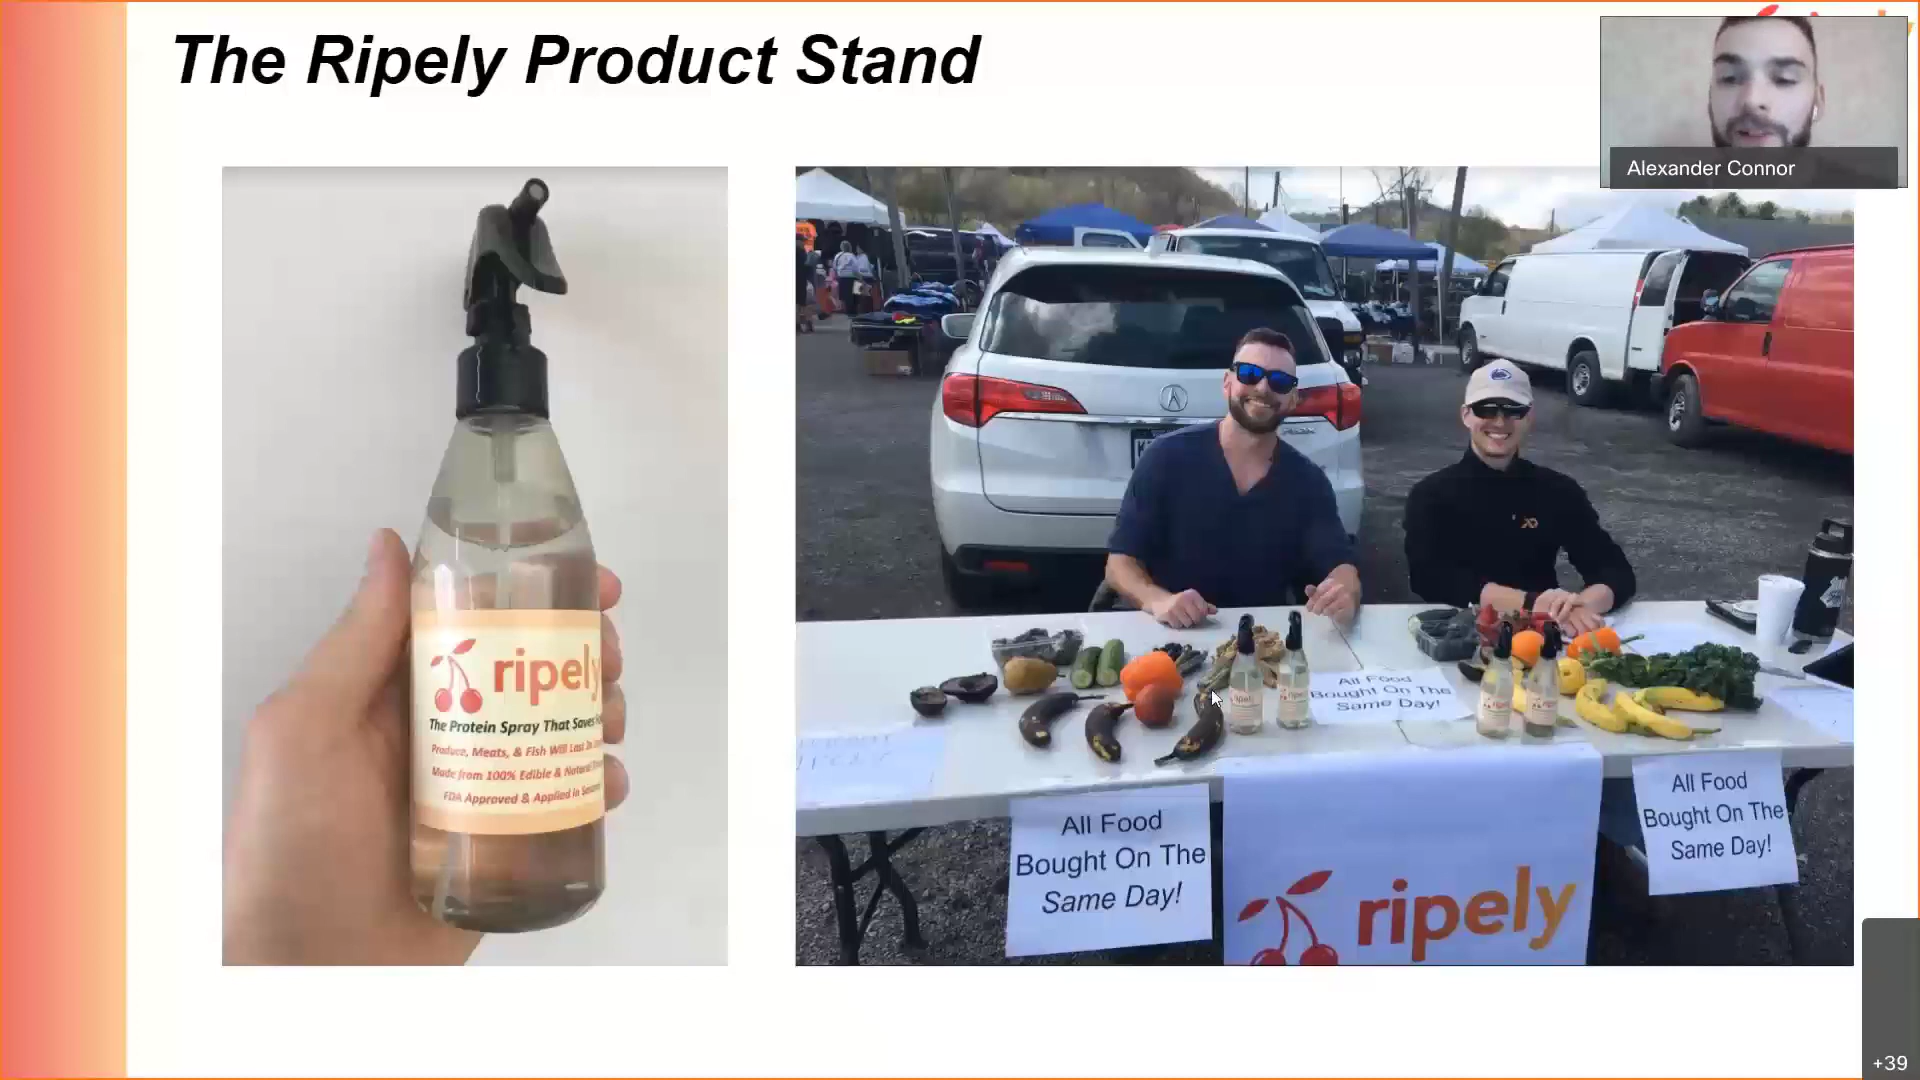 The Ripely Product Stand
Alexander Connor
ripely
The Protein Spray That Saves
Produce, Meats, & Fish Will Last
Made from 100% Edible & Natural
FDA Approved & Applied in
All Food
Bought On The
Same Day!
All Food
Bought On The
Same Day!
ripely
All Food
Bought On The
Same Day!
+39